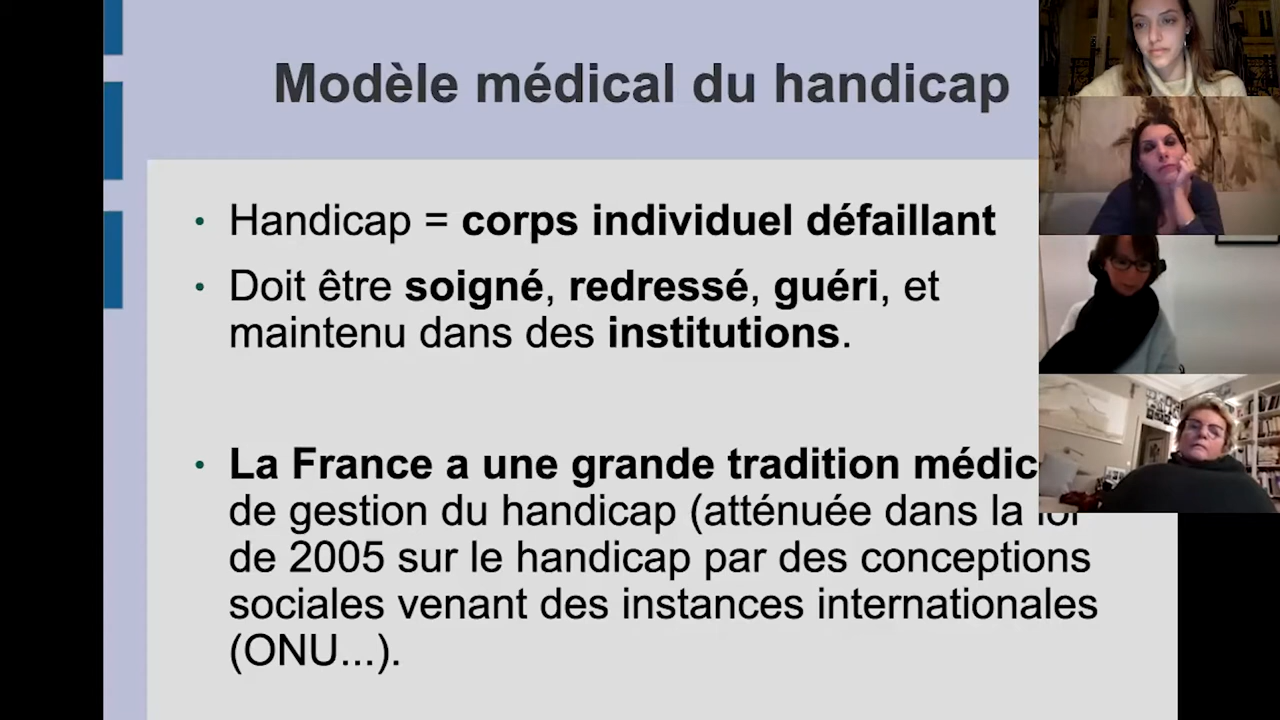 Modèle médical du handicap
• Handicap = corps individuel défaillant
• Doit être soigné, redressé, guéri, et
maintenu dans des institutions.
• La France a une grande tradition
de gestion du handicap (atténuée dans la loi
de 2005 sur le handicap par des conceptions
sociales venant des instances internationales
(ONU...).